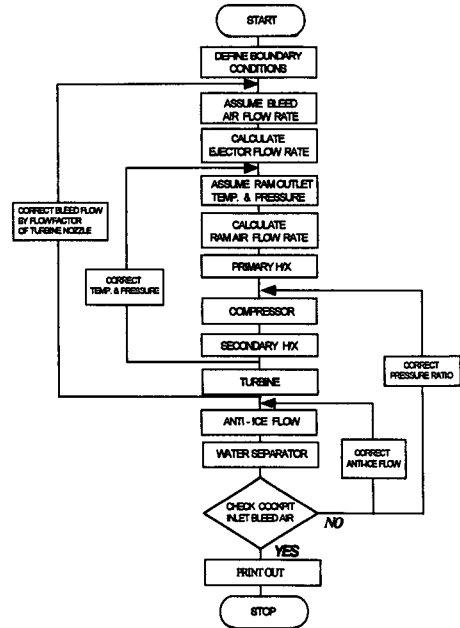 START
DEFINE BOUNDARY
CONDITIONS
ASSUME BLEED
AIR FLOW RATE
CALCULATE
EJECTOR FLOW RATE
ASSUME RAM OUTLET
TEMP. & PRESSURE
CORRECT BLEED FLOW
BY FLOW FACTOR
OF TURBINE NOZZLE
CALCULATE
RAM AIR FLOW RATE
PRIMARY H/X
CORRECT
TEMP. & PRESSURE
COMPRESSOR
SECONDARY H/X
CORRECT
PRESSURE RATIO
TURBINE
ANTI - ICE FLOW
CORRECT
ANTI-ICE FLOW
WATER SEPARATOR
CHECK COCKPIT
INLET BLEED AIR
NO
YES
PRINT OUT
STOP